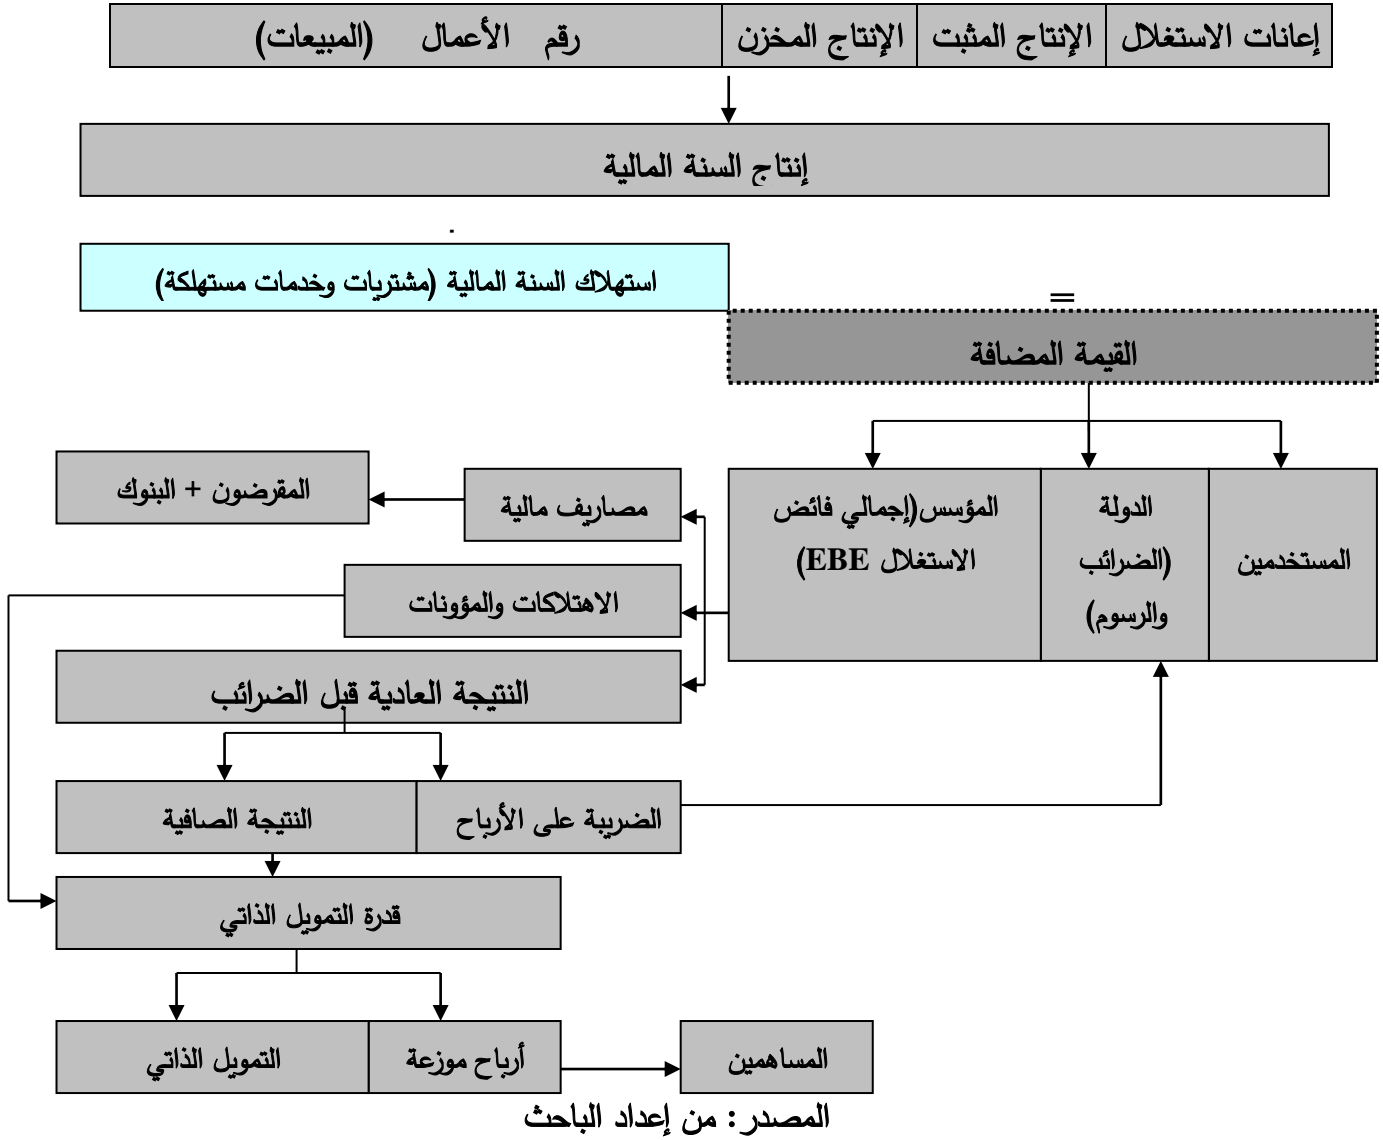 إعانات الاستغلال
الإنتاج المثبت
الإنتاج المخزن
رقم الأعمال (المبيعات)
إنتاج السنة المالية
استهلاك السنة المالية (مشتريات وخدمات مستهلكة)
=
القيمة المضافة
المستخدمين
الدولة
(الضرائب
والرسوم)
المؤسس(إجمالي فائض
الاستغلال EBE)
مصاريف مالية
المقرضون + البنوك
الاهتلاكات والمؤونات
النتيجة العادية قبل الضرائب
الضريبة على الأرباح
النتيجة الصافية
قدرة التمويل الذاتي
أرباح موزعة
التمويل الذاتي
المساهمين
المصدر: من إعداد الباحث